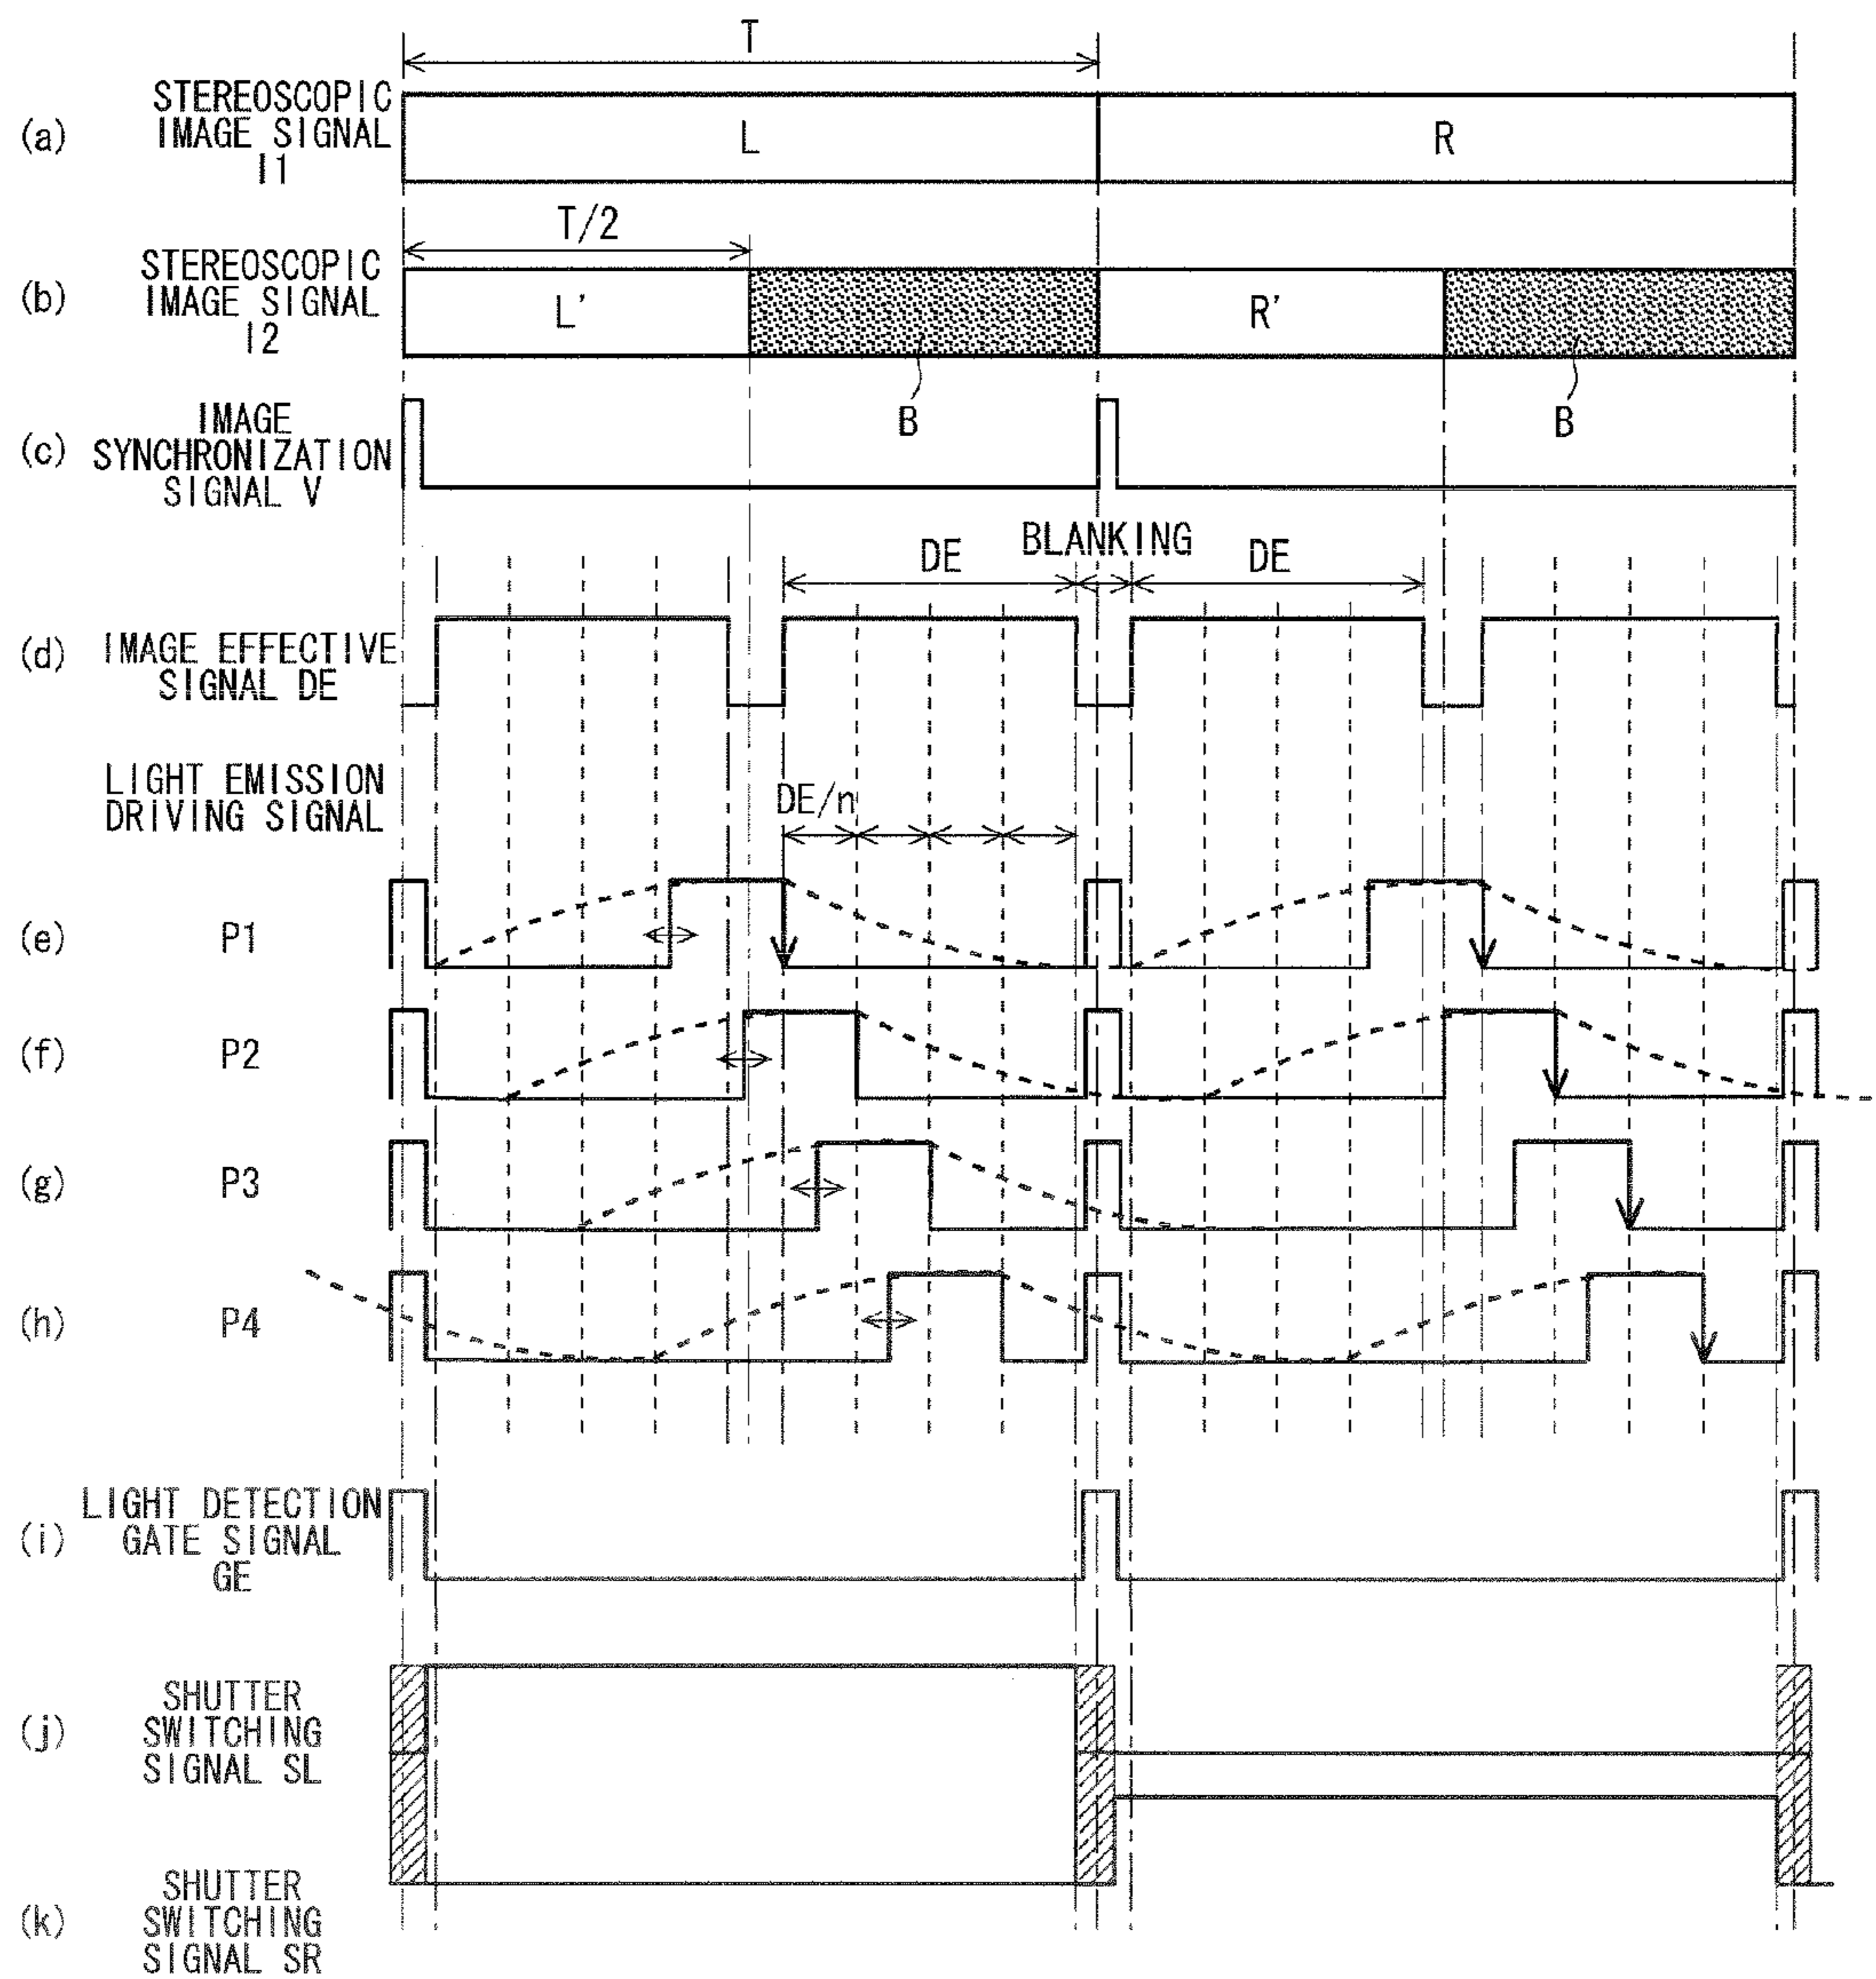 T
(a) STEREOSCOPIC
IMAGE SIGNAL
I1
L
R
T/2
(b) STEREOSCOPIC
IMAGE SIGNAL
I2
L'
R'
B
B
(c) IMAGE
SYNCHRONIZATION
SIGNAL V
DE
BLANKING
DE
(d) IMAGE EFFECTIVE
SIGNAL DE
LIGHT EMISSION
DRIVING SIGNAL
DE/n
(e) P1
(f) P2
(g) P3
(h) P4
(i) LIGHT DETECTION
GATE SIGNAL
GE
(j) SHUTTER
SWITCHING
SIGNAL SL
(k) SHUTTER
SWITCHING
SIGNAL SR